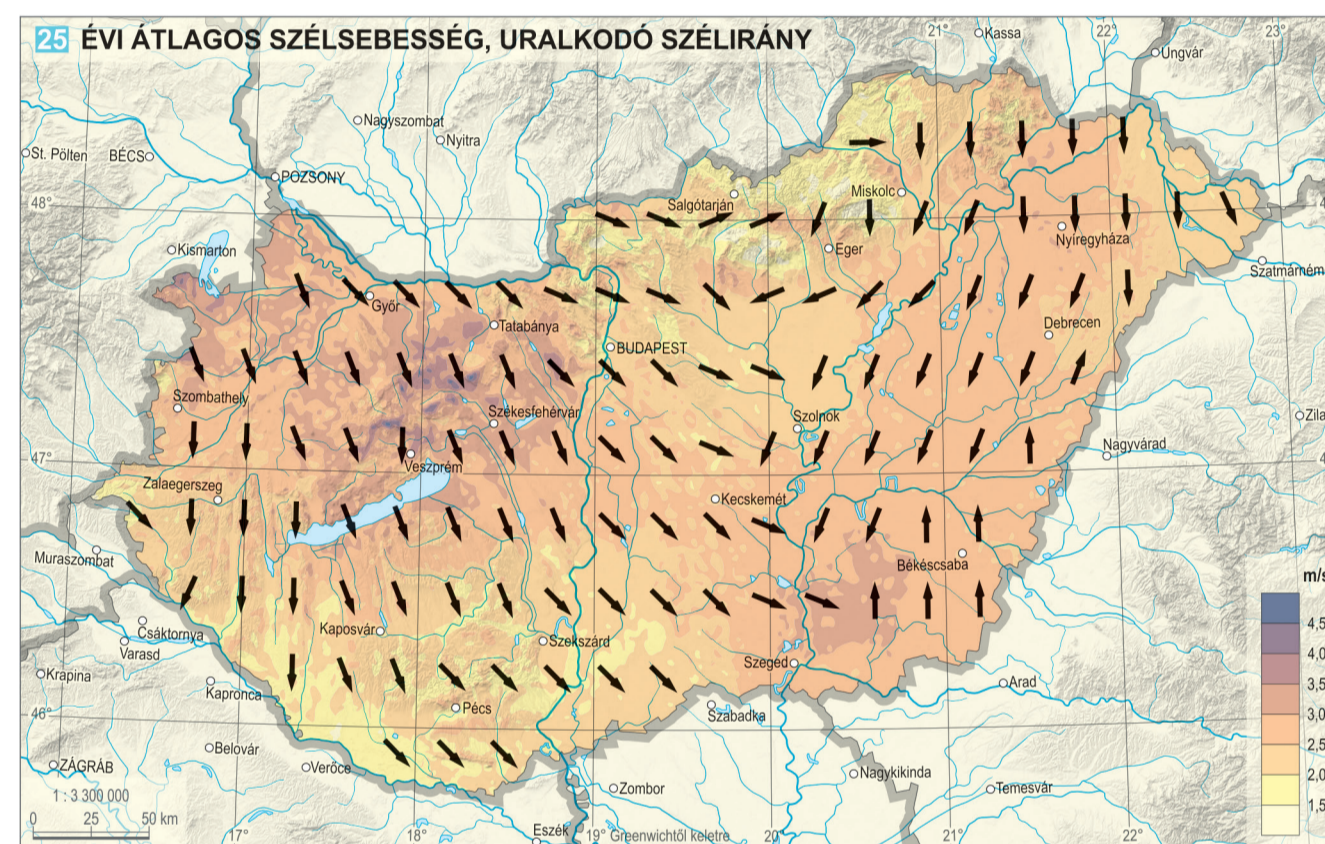 25 ÉVI ÁTLAGOS SZÉLSEBESSÉG, URALKODÓ SZÉLIRÁNY
21°
Kassa
22°
23°
Ungvár
Nagyszombat
Nyitra
St. Pölten
BÉCS
POZSONY
Miskolc
Salgótarján
48°
Kismarton
Eger
Nyíregyháza
Szatmárném
Győr
Tatabánya
Debrecen
BUDAPEST
Szombathely
Székesfehérvár
Szolnok
Zila
Nagyvárad
47°
Veszprém
Zalaegerszeg
Kecskemét
Muraszombat
Békéscsaba
m/s
Csáktornya
Kaposvár
Szekszárd
4,5
Varasd
4,0
Krapina
Szeged
Kapronca
Arad
3,5
46°
Pécs
Szabadka
3,0
Belovár
2,5
ZÁGRÁB
Verőce
Nagykikinda
2,0
1 : 3 300 000
Zombor
Temesvár
1,5
0 25 50 km
17°
18°
Eszék
19°
Greenwichtől keletre
20°
21°
22°